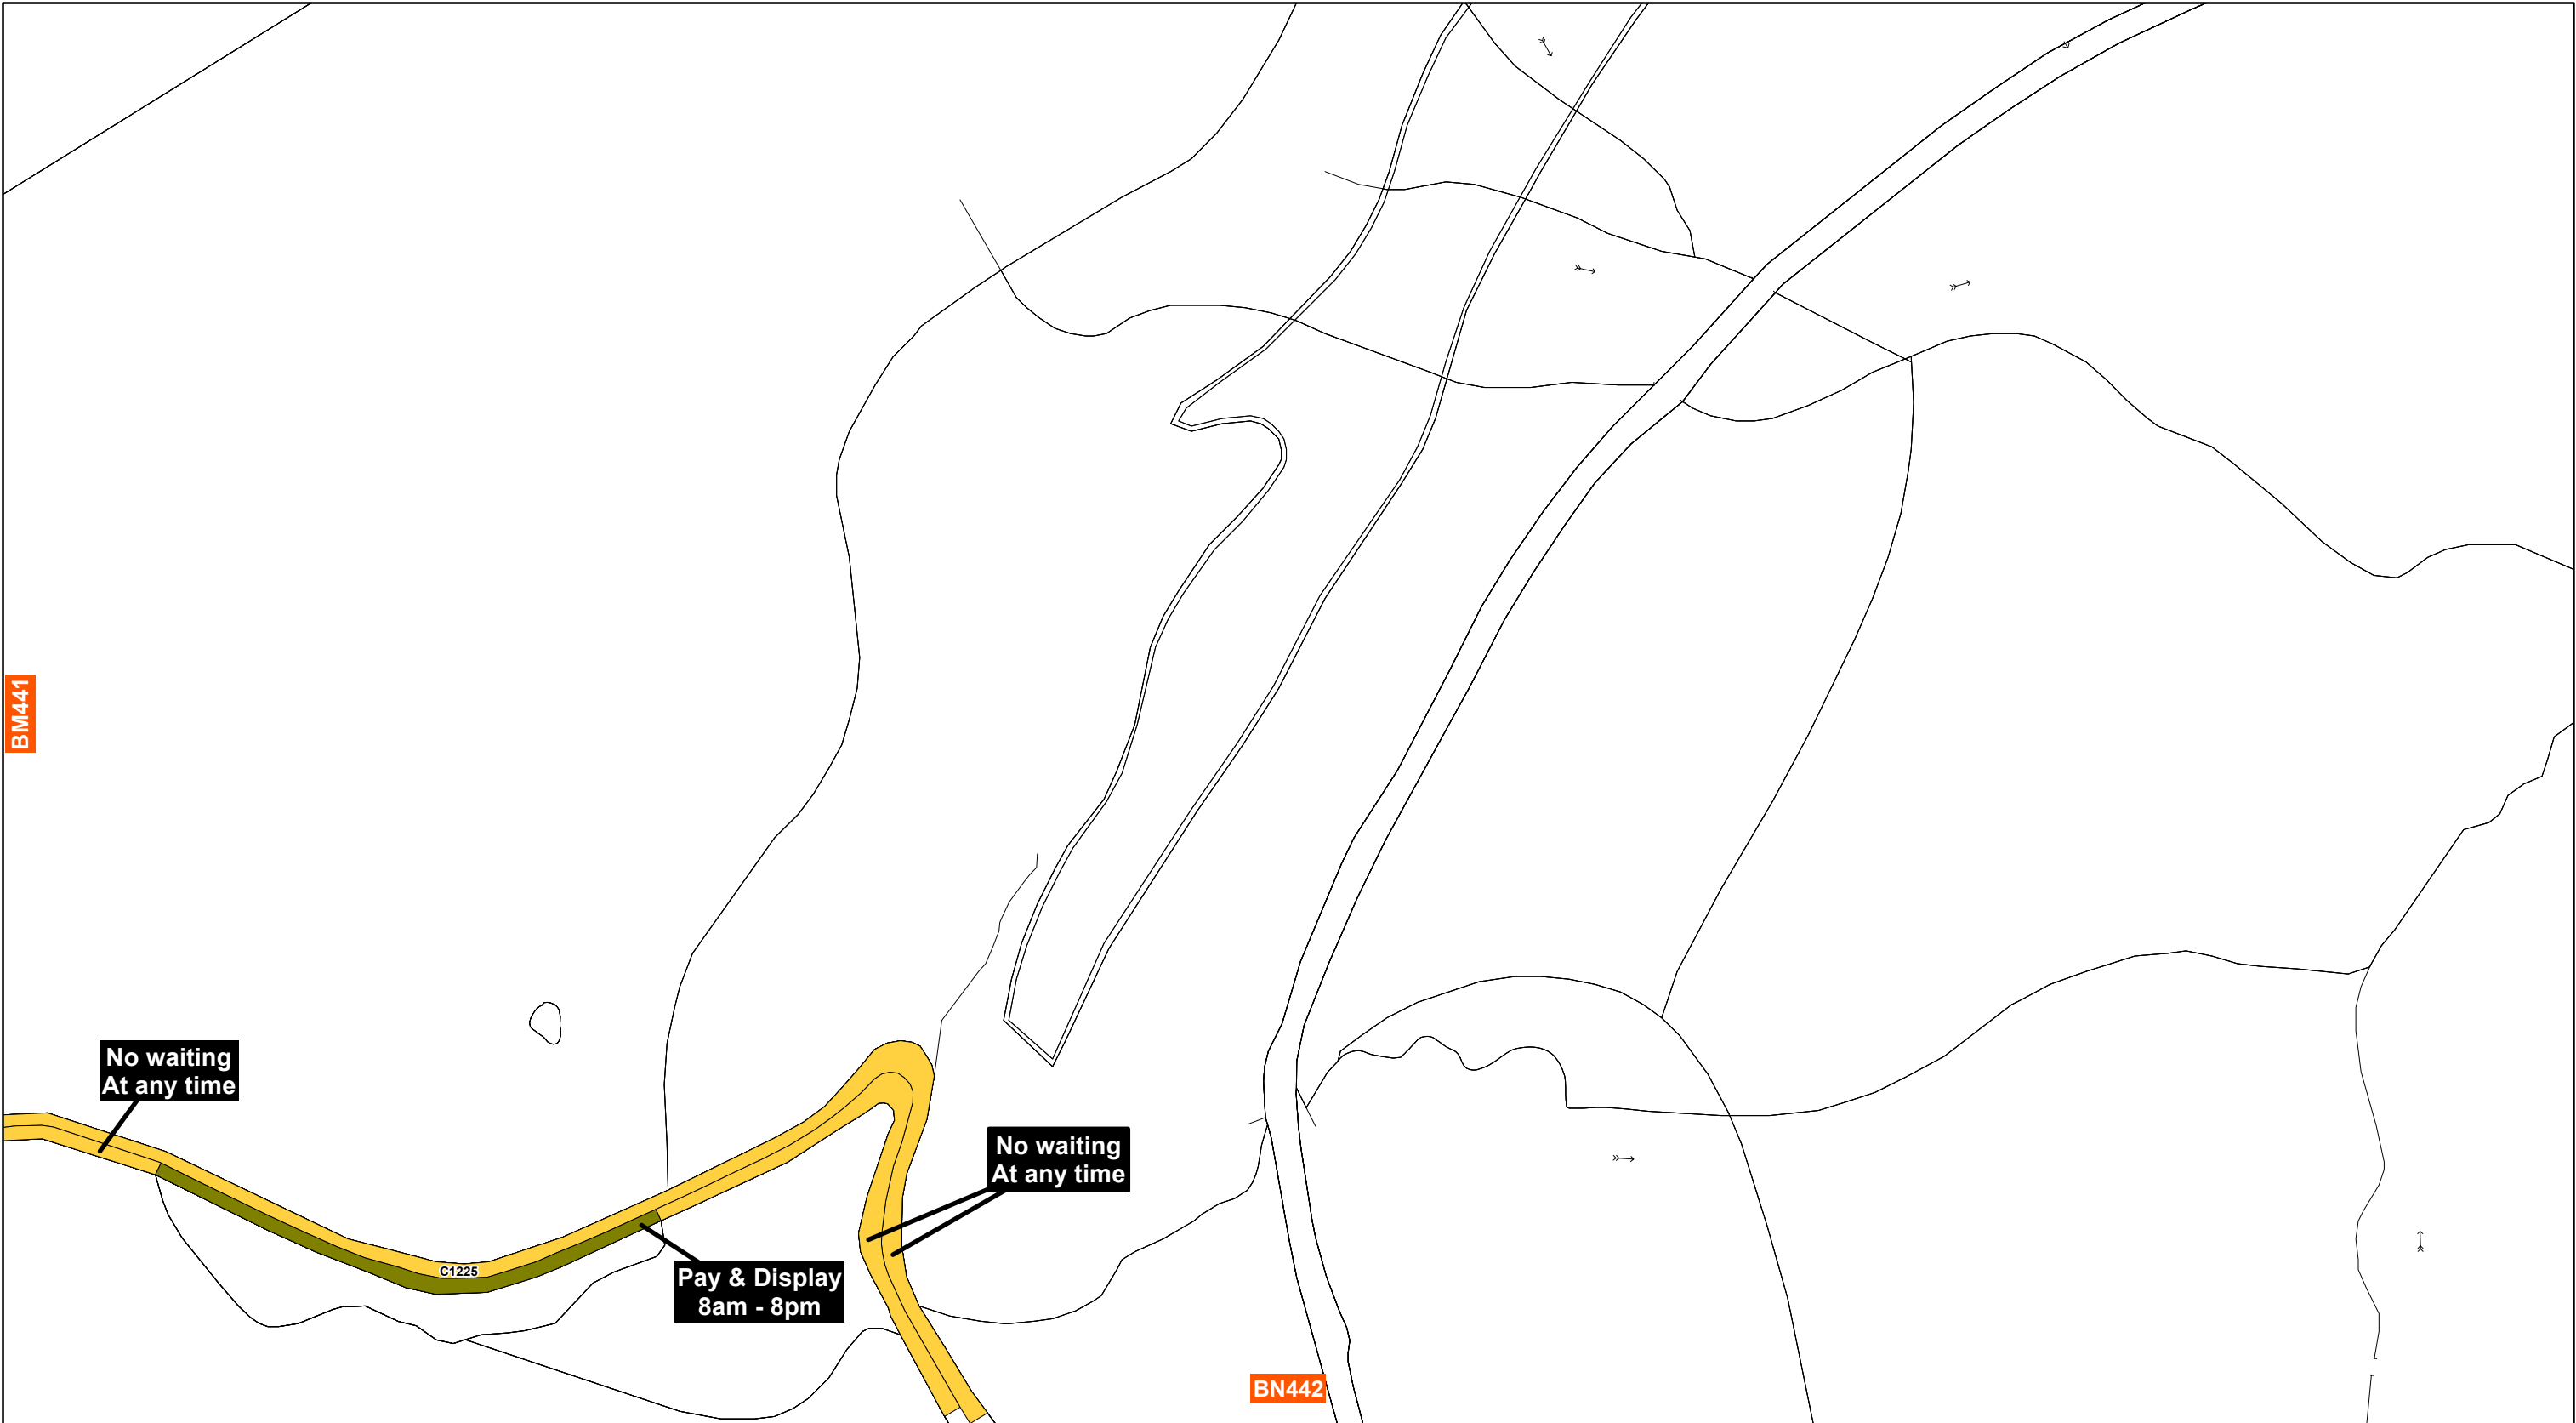 BM441
No waiting
At any time
No waiting
At any time
C1225
Pay & Display
8am - 8pm
BN442